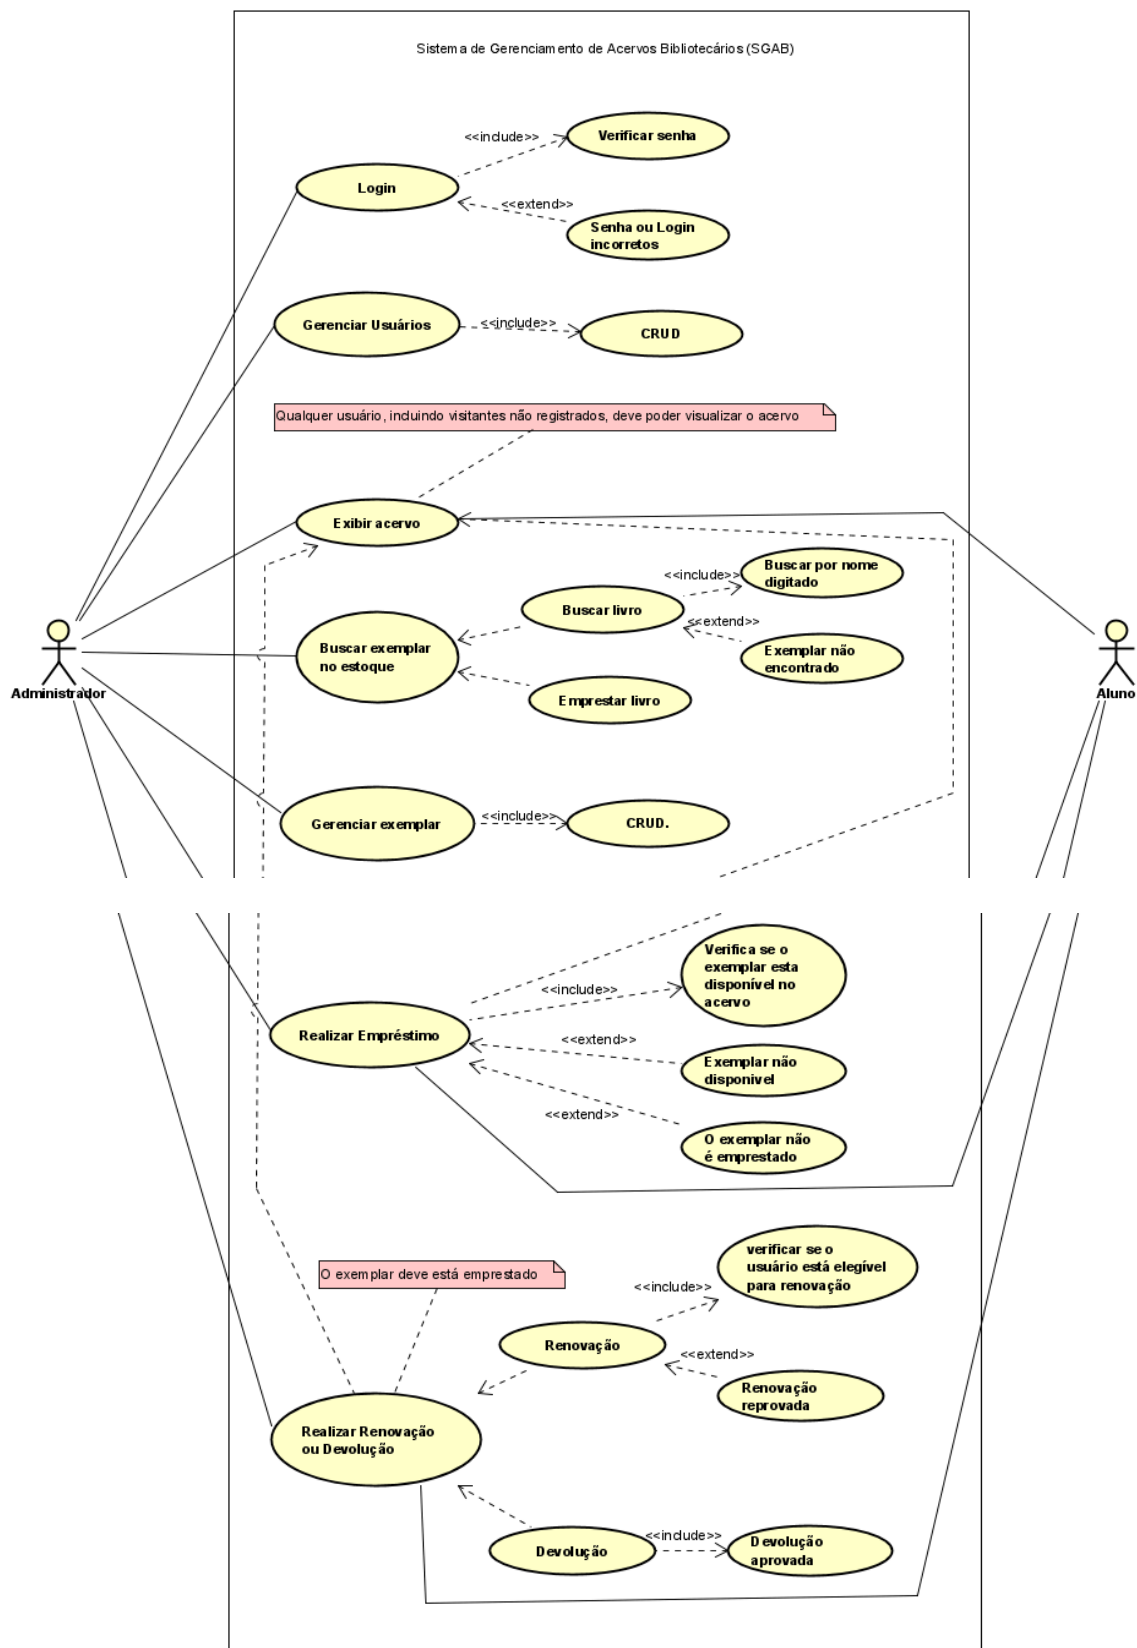 Sistema de Gerenciamento de Acervos Bibliotecários (SGAB)
<<include>>
Verificar senha
Login
<<extend>>
Senha ou Login
incorretos
Gerenciar Usuários
<<include>>
CRUD
Qualquer usuário, incluindo visitantes não registrados, deve poder visualizar o acervo
Exibir acervo
Buscar por nome
digitado
<<include>>
Buscar livro
<<extend>>
Exemplar não
encontrado
Buscar exemplar
no estoque
Emprestar livro
Administrador
Aluno
Gerenciar exemplar
<<include>>
CRUD.
Verifica se o
exemplar esta
disponível no
acervo
<<include>>
Realizar Empréstimo
<<extend>>
Exemplar não
disponivel
<<extend>>
O exemplar não
é emprestado
verificar se o
usuário está elegível
para renovação
O exemplar deve está emprestado
<<include>>
Renovação
<<extend>>
Renovação
reprovada
Realizar Renovação
ou Devolução
Devolução
<<include>>
Devolução
aprovada